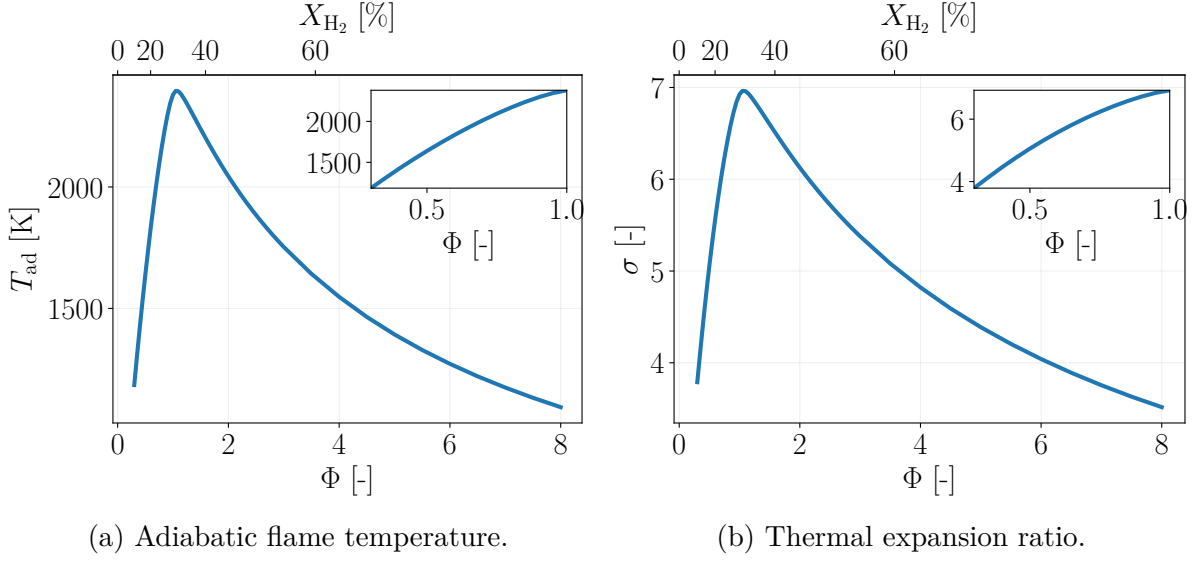 X_H₂ [%]
0 20 40 60
2000
1500
T_ad [K]
2000
1500
0.5 1.0
Φ [-]
0 2 4 6 8
Φ [-]
(a) Adiabatic flame temperature.
X_H₂ [%]
0 20 40 60
7
6
5
4
σ [-]
6
4
0.5 1.0
Φ [-]
0 2 4 6 8
Φ [-]
(b) Thermal expansion ratio.